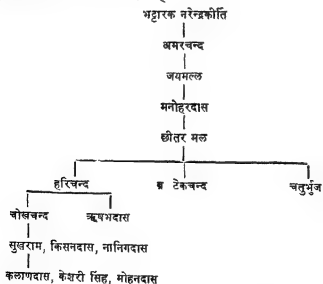 भट्टारक नरेन्द्रकीर्ति
अमरचन्द
जयमल्ल
मनोहरदास
छीतर मल
हरिचन्द ब्र टेकचन्द चतुर्भुज
चोखचन्द ऋषभदास
सुखराम, किसनदास, नानिगदास
कलाणदास, केशरी सिंह, मोहनदास